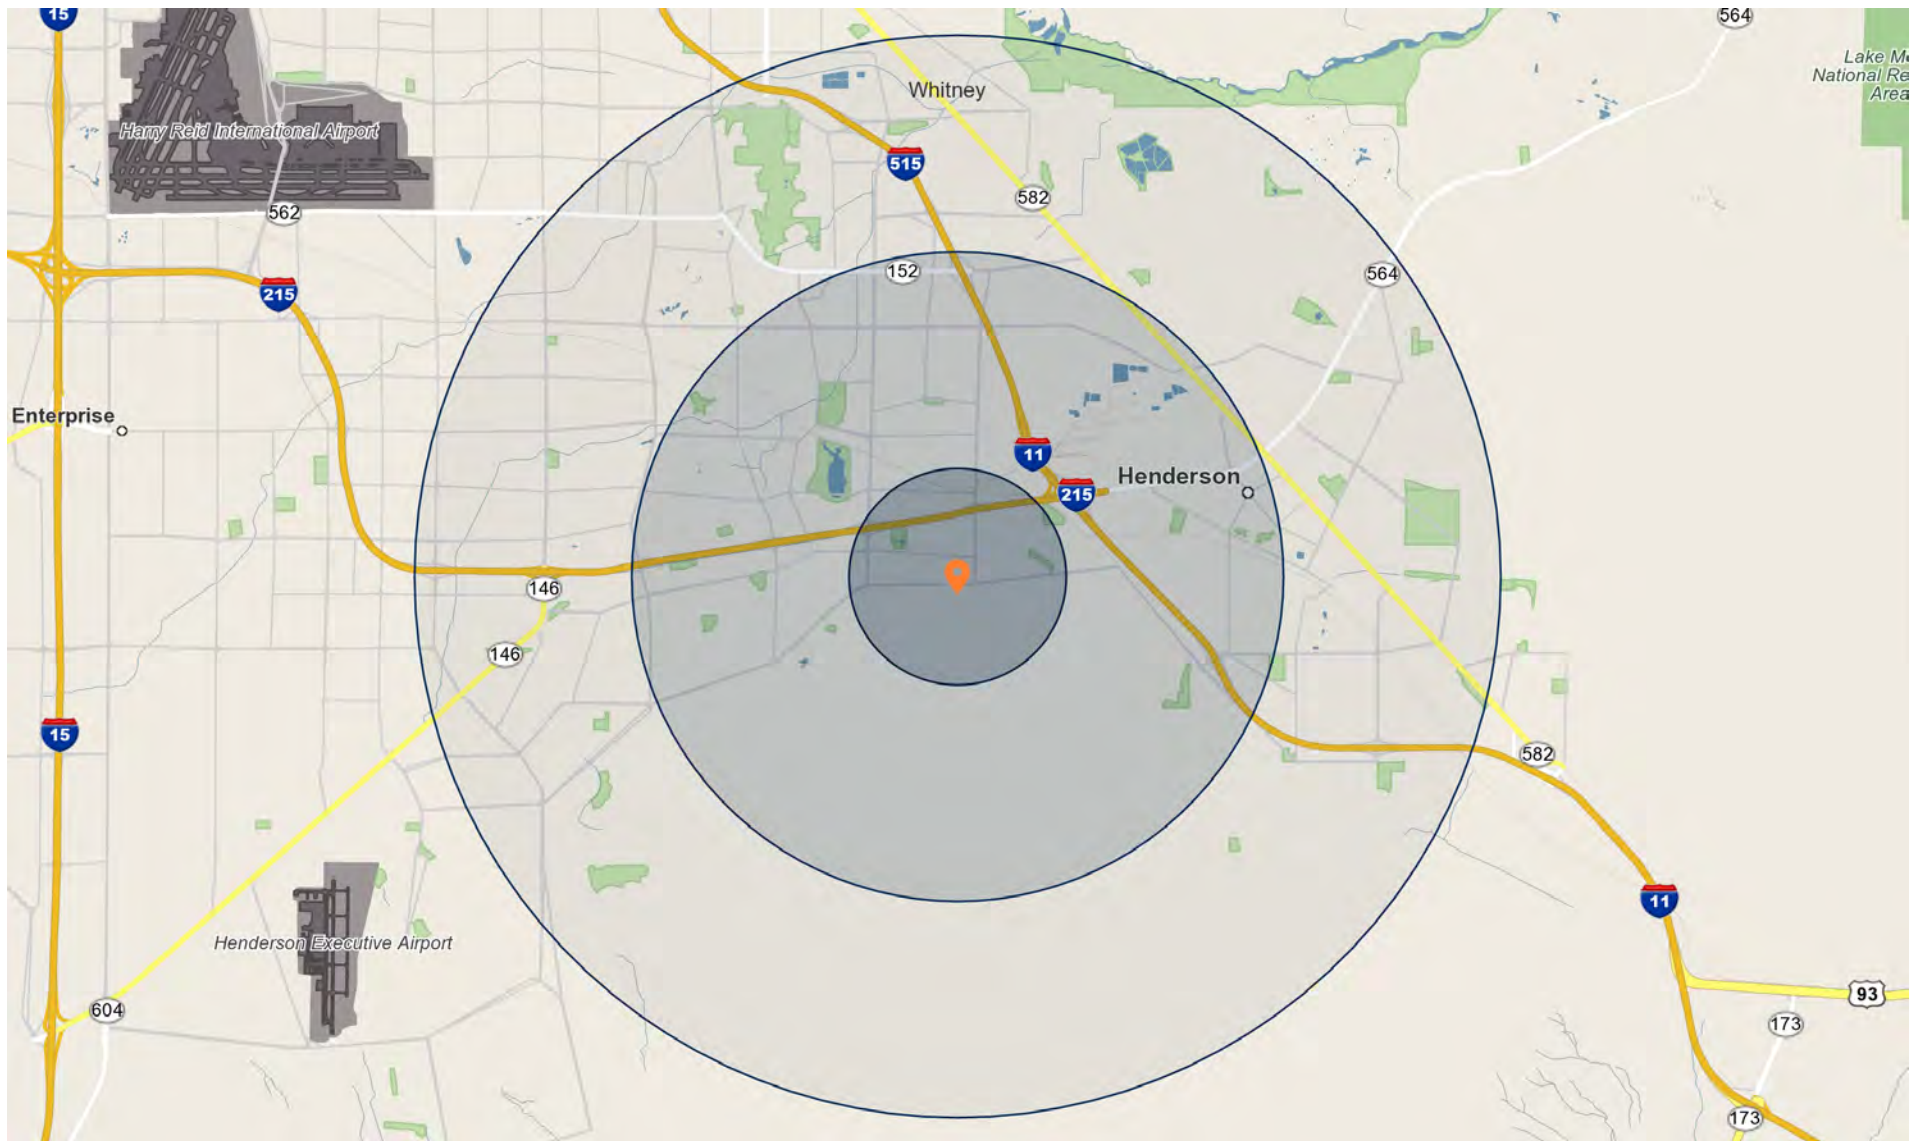 15
564
Lake M
National Re
Area
Whitney
Harry Reid International Airport
515
582
562
152
564
215
Enterprise
11
Henderson
215
146
146
15
582
11
Henderson Executive Airport
604
93
173
173